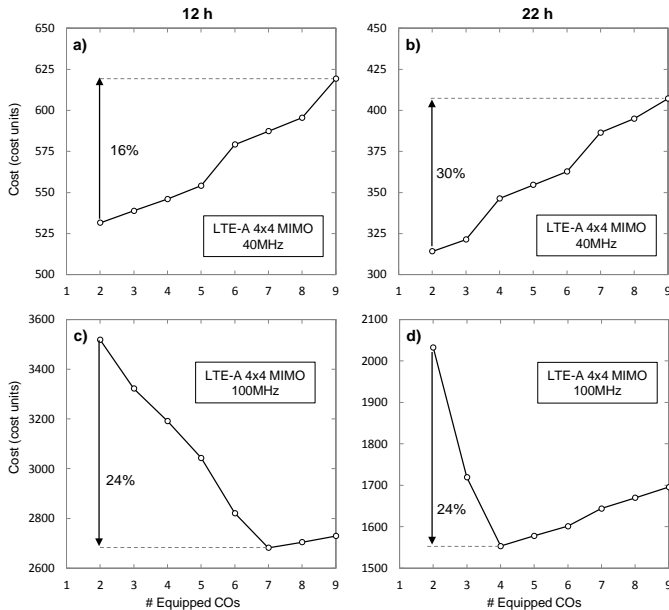 12 h
22 h
a)
b)
Cost (cost units)
650
625
600
575
550
525
500
16%
LTE-A 4x4 MIMO
40MHz
1 2 3 4 5 6 7 8 9
450
425
400
375
350
325
300
30%
LTE-A 4x4 MIMO
40MHz
1 2 3 4 5 6 7 8 9
c)
d)
Cost (cost units)
3600
3400
3200
3000
2800
2600
24%
LTE-A 4x4 MIMO
100MHz
1 2 3 4 5 6 7 8 9
# Equipped COs
2100
2000
1900
1800
1700
1600
1500
24%
LTE-A 4x4 MIMO
100MHz
1 2 3 4 5 6 7 8 9
# Equipped COs